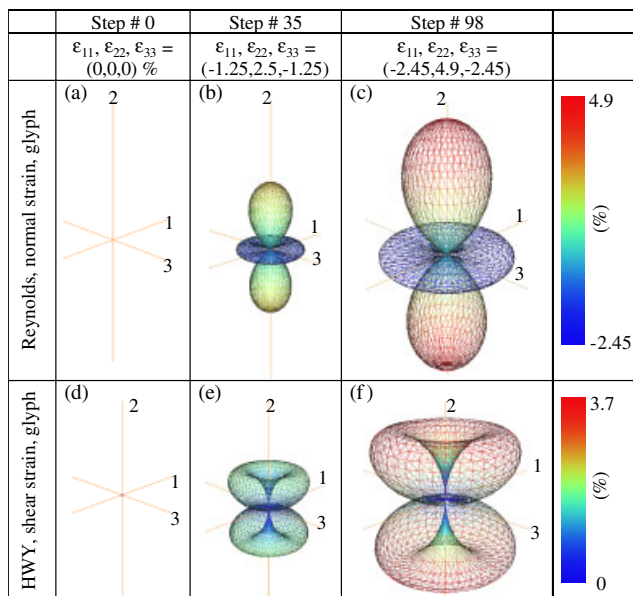 Step # 0
Step # 35
Step # 98
ε11, ε22, ε33 =
(0,0,0) %
ε11, ε22, ε33 =
(-1.25,2.5,-1.25)
ε11, ε22, ε33 =
(-2.45,4.9,-2.45)
Reynolds, normal strain, glyph
(a)
2
1
3
(b)
2
1
3
(c)
2
1
3
4.9
(%)
-2.45
HWY, shear strain, glyph
(d)
2
1
3
(e)
2
1
3
(f)
2
1
3
3.7
(%)
0